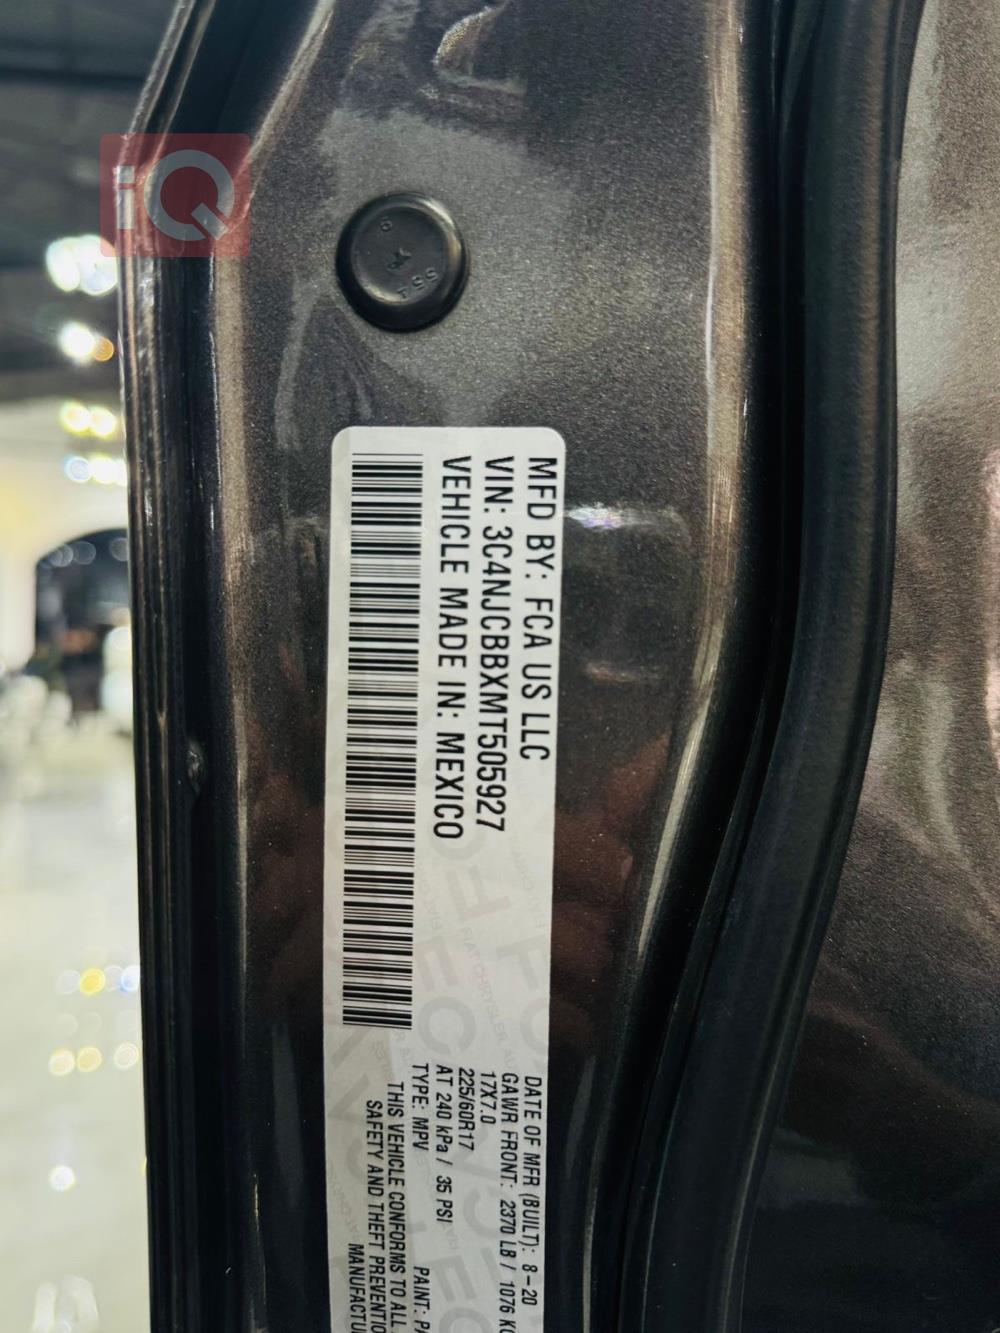 iQ
MFD BY: FCA US LLC
VIN: 3C4NJCBBXMT505927
VEHICLE MADE IN: MEXICO
DATE OF MFR (BUILT): 8-20
GAWR FRONT: 2370 LB / 1076 KG
17X7.0
225/60R17
AT 240 kPa / 35 PSI
TYPE: MPV PAINT:
THIS VEHICLE CONFORMS TO ALL
SAFETY AND THEFT